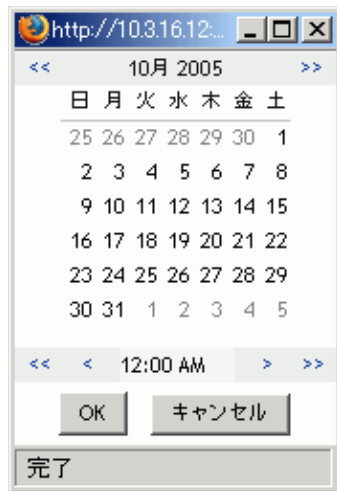 http://10.3.16.12:...
<< 10月 2005 >>
日 月 火 水 木 金 土
25 26 27 28 29 30 1
2 3 4 5 6 7 8
9 10 11 12 13 14 15
16 17 18 19 20 21 22
23 24 25 26 27 28 29
30 31 1 2 3 4 5
<< < 12:00 AM > >>
OK キャンセル
完了